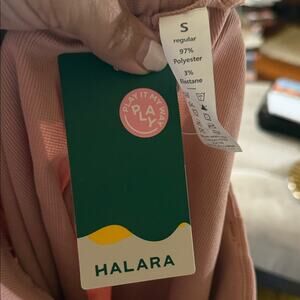 S
regular
97%
Polyester
3%
Elastane
PLAY IT MY WAY
PLAY
HALARA